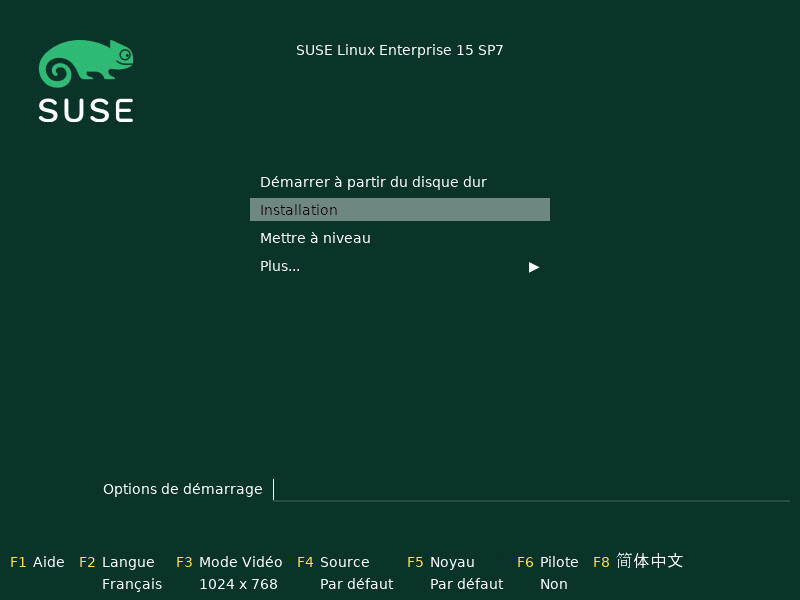 SUSE Linux Enterprise 15 SP7
SUSE
Démarrer à partir du disque dur
Installation
Mettre à niveau
Plus...
Options de démarrage
F1 Aide F2 Langue F3 Mode Vidéo F4 Source F5 Noyau F6 Pilote F8 简体中文
Français 1024 x 768 Par défaut Par défaut Non